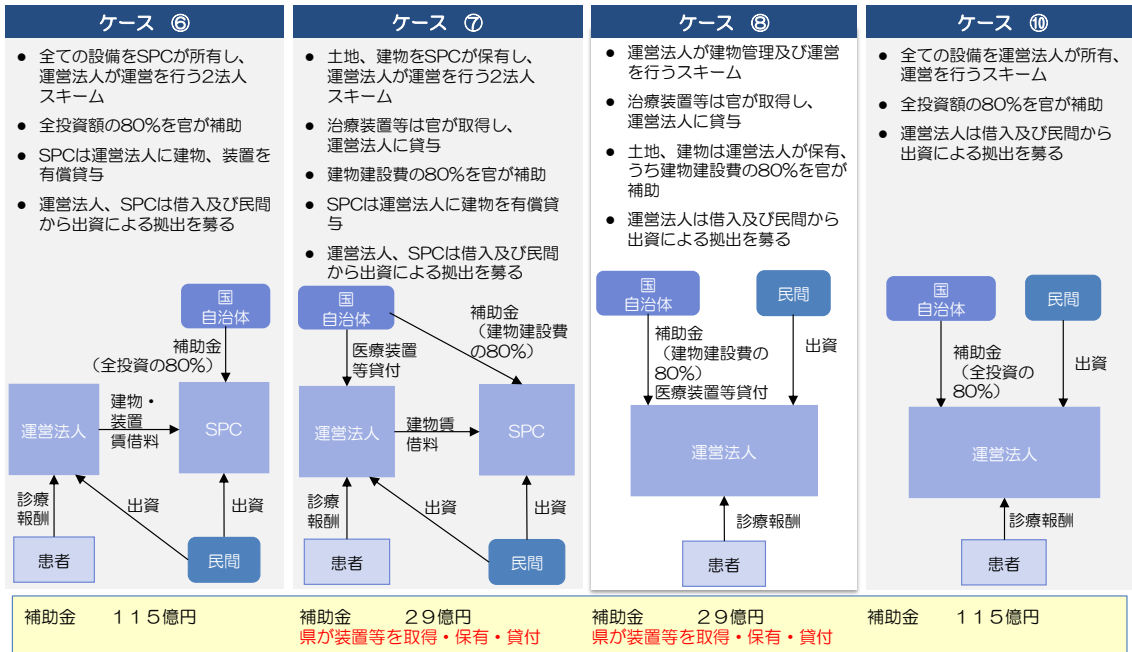 ケース ⑥
● 全ての設備をSPCが所有し、
運営法人が運営を行う2法人
スキーム
● 全投資額の80%を官が補助
● SPCは運営法人に建物、装置を
有償貸与
● 運営法人、SPCは借入及び民間
から出資による拠出を募る
国
自治体
補助金
（全投資の80%）
運営法人
建物・
装置
賃借料
SPC
診療
報酬
出資
出資
患者
民間
ケース ⑦
● 土地、建物をSPCが保有し、
運営法人が運営を行う2法人
スキーム
● 治療装置等は官が取得し、
運営法人に貸与
● 建物建設費の80%を官が補助
● SPCは運営法人に建物を有償貸
与
● 運営法人、SPCは借入及び民間
から出資による拠出を募る
国
自治体
補助金
（建物建設費
の80%）
医療装置
等貸付
運営法人
建物賃
借料
SPC
診療
報酬
出資
出資
患者
民間
ケース ⑧
● 運営法人が建物管理及び運営
を行うスキーム
● 治療装置等は官が取得し、
運営法人に貸与
● 土地、建物は運営法人が保有、
うち建物建設費の80%を官が
補助
● 運営法人は借入及び民間から
出資による拠出を募る
国
自治体
民間
補助金
（建物建設費の
80%）
医療装置等貸付
出資
運営法人
診療報酬
患者
ケース ⑩
● 全ての設備を運営法人が所有、
運営を行うスキーム
● 全投資額の80%を官が補助
● 運営法人は借入及び民間から
出資による拠出を募る
国
自治体
民間
補助金
（全投資の
80%）
出資
運営法人
診療報酬
患者
補助金 １１５億円
補助金 ２９億円
県が装置等を取得・保有・貸付
補助金 ２９億円
県が装置等を取得・保有・貸付
補助金 １１５億円